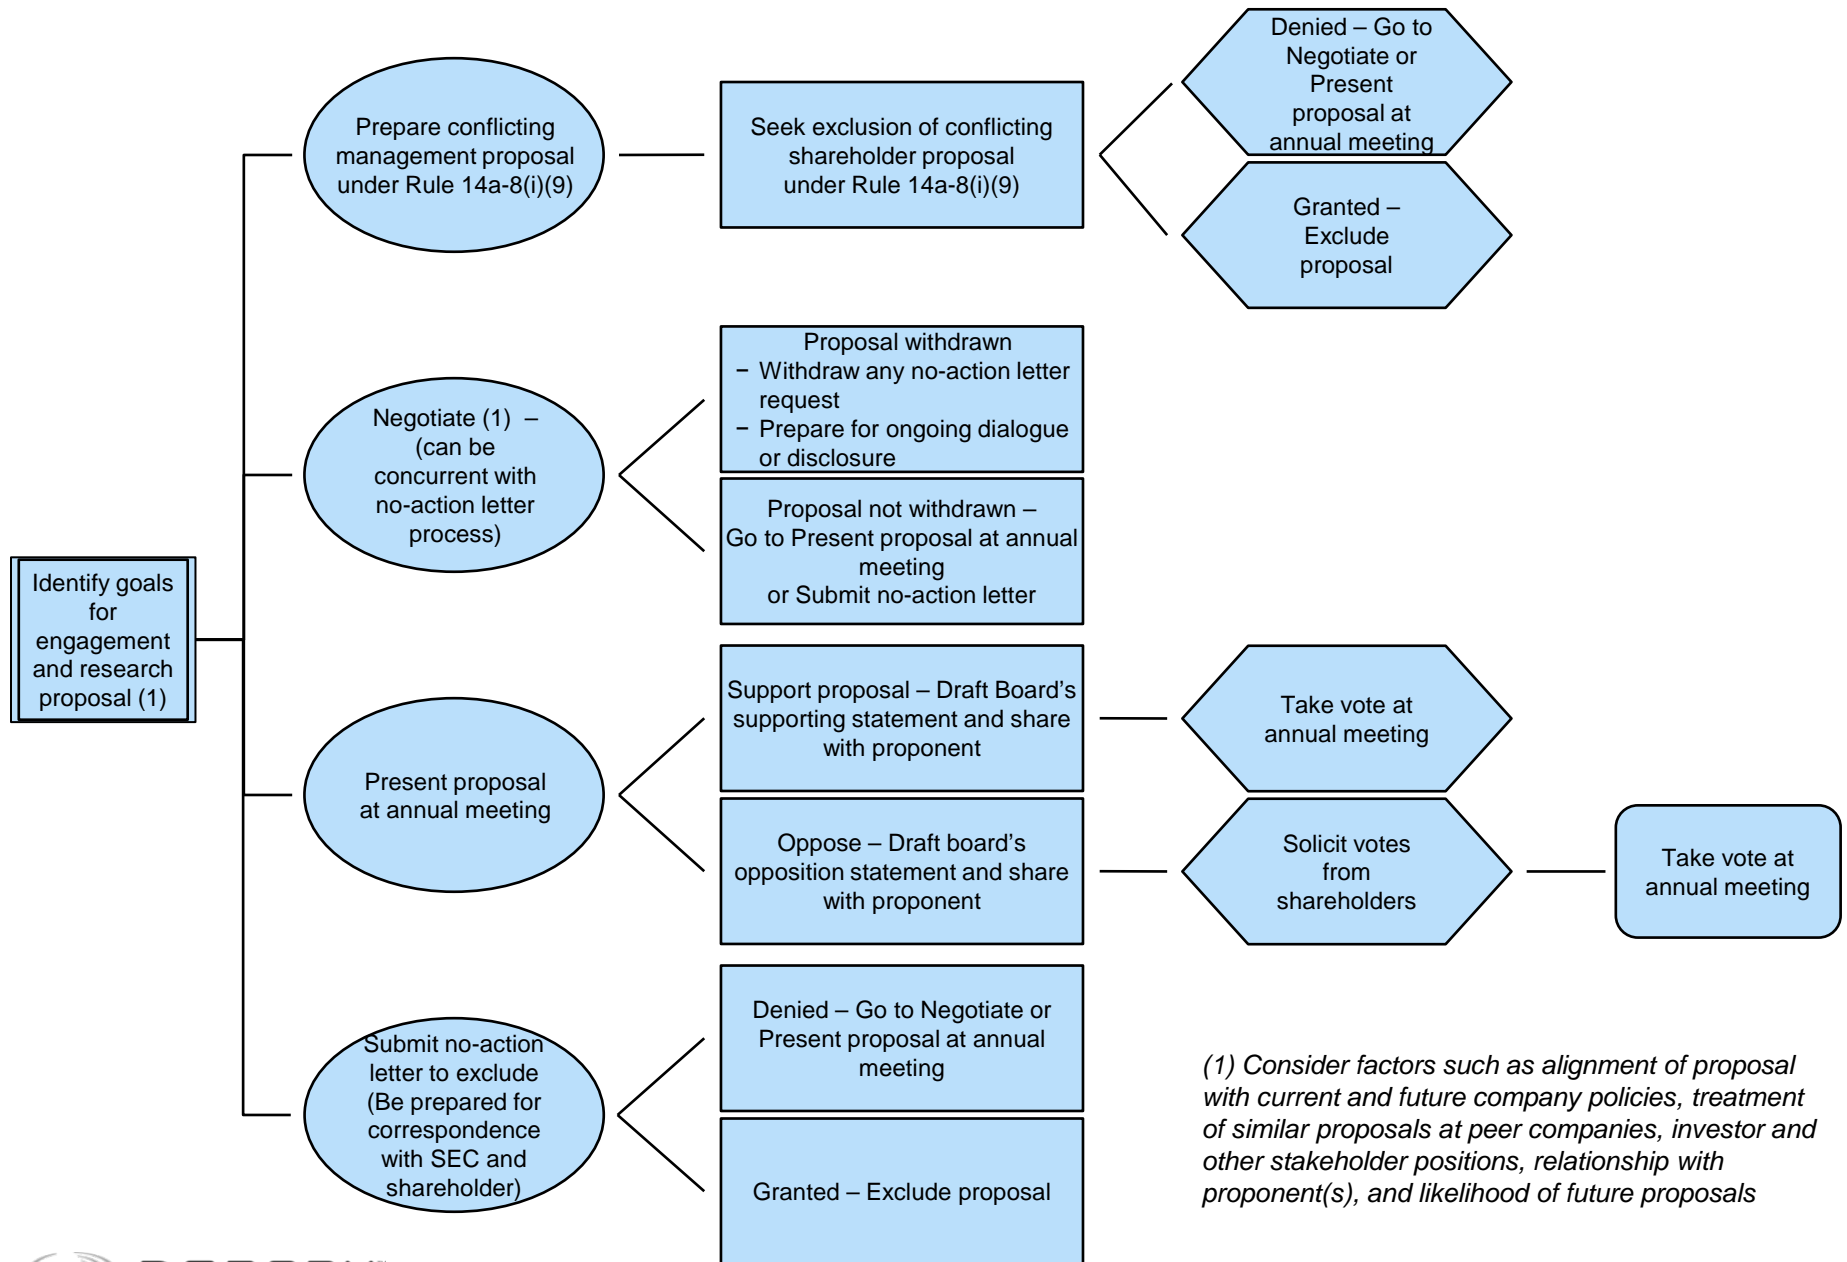 Identify goals
for
engagement
and research
proposal (1)
Prepare conflicting
management proposal
under Rule 14a-8(i)(9)
Seek exclusion of conflicting
shareholder proposal
under Rule 14a-8(i)(9)
Denied – Go to
Negotiate or
Present
proposal at
annual meeting
Granted –
Exclude
proposal
Negotiate (1) –
(can be
concurrent with
no-action letter
process)
Proposal withdrawn
− Withdraw any no-action letter
request
− Prepare for ongoing dialogue
or disclosure
Proposal not withdrawn –
Go to Present proposal at annual
meeting
or Submit no-action letter
Present proposal
at annual meeting
Support proposal – Draft Board’s
supporting statement and share
with proponent
Take vote at
annual meeting
Oppose – Draft board’s
opposition statement and share
with proponent
Solicit votes
from
shareholders
Take vote at
annual meeting
Submit no-action
letter to exclude
(Be prepared for
correspondence
with SEC and
shareholder)
Denied – Go to Negotiate or
Present proposal at annual
meeting
Granted – Exclude proposal
(1) Consider factors such as alignment of proposal
with current and future company policies, treatment
of similar proposals at peer companies, investor and
other stakeholder positions, relationship with
proponent(s), and likelihood of future proposals